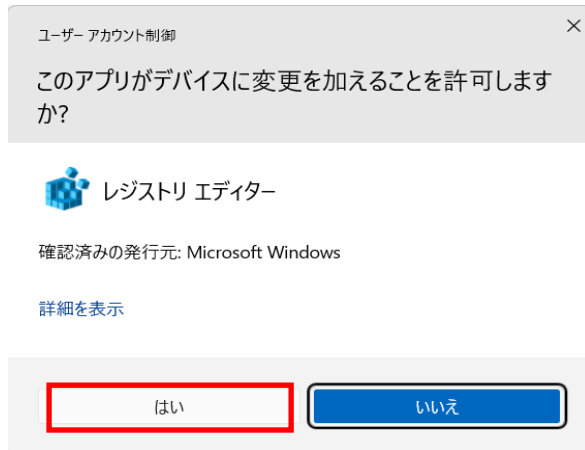 ユーザー アカウント制御
このアプリがデバイスに変更を加えることを許可します
か?
レジストリ エディター
確認済みの発行元: Microsoft Windows
詳細を表示
はい
いいえ